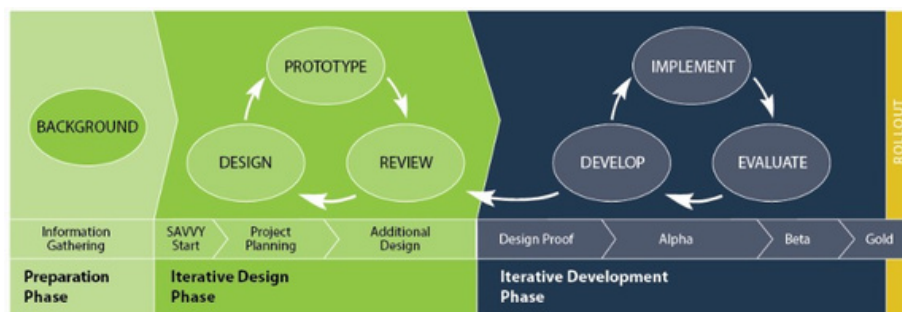 PROTOTYPE
IMPLEMENT
BACKGROUND
DESIGN
REVIEW
DEVELOP
EVALUATE
ROLLOUT
Information
Gathering
SAVVY
Start
Project
Planning
Additional
Design
Design Proof
Alpha
Beta
Gold
Preparation
Phase
Iterative Design
Phase
Iterative Development
Phase